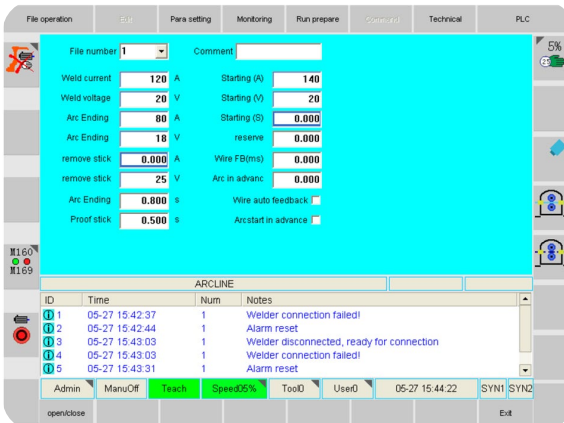 File operation Edit Para setting Monitoring Run prepare Command Technical PLC
File number 1 Comment
5%
25
Weld current 120 A Starting (A) 140
Weld voltage 20 V Starting (V) 20
Arc Ending 80 A Starting (S) 0.000
Arc Ending 18 V reserve 0.000
remove stick 0.000 A Wire FB(ms) 0.000
remove stick 25 V Arc in advanc 0.000
Arc Ending 0.800 s Wire auto feedback
Proof stick 0.500 s Arcstart in advance
M160
M169
ARCLINE
ID Time Num Notes
1 05-27 15:42:37 1 Welder connection failed!
2 05-27 15:42:44 1 Alarm reset
3 05-27 15:43:03 1 Welder disconnected, ready for connection
4 05-27 15:43:03 1 Welder connection failed!
5 05-27 15:43:31 1 Alarm reset
Admin ManuOff Teach Speed05% Tool0 User0 05-27 15:44:22 SYN1 SYN2
open/close Exit